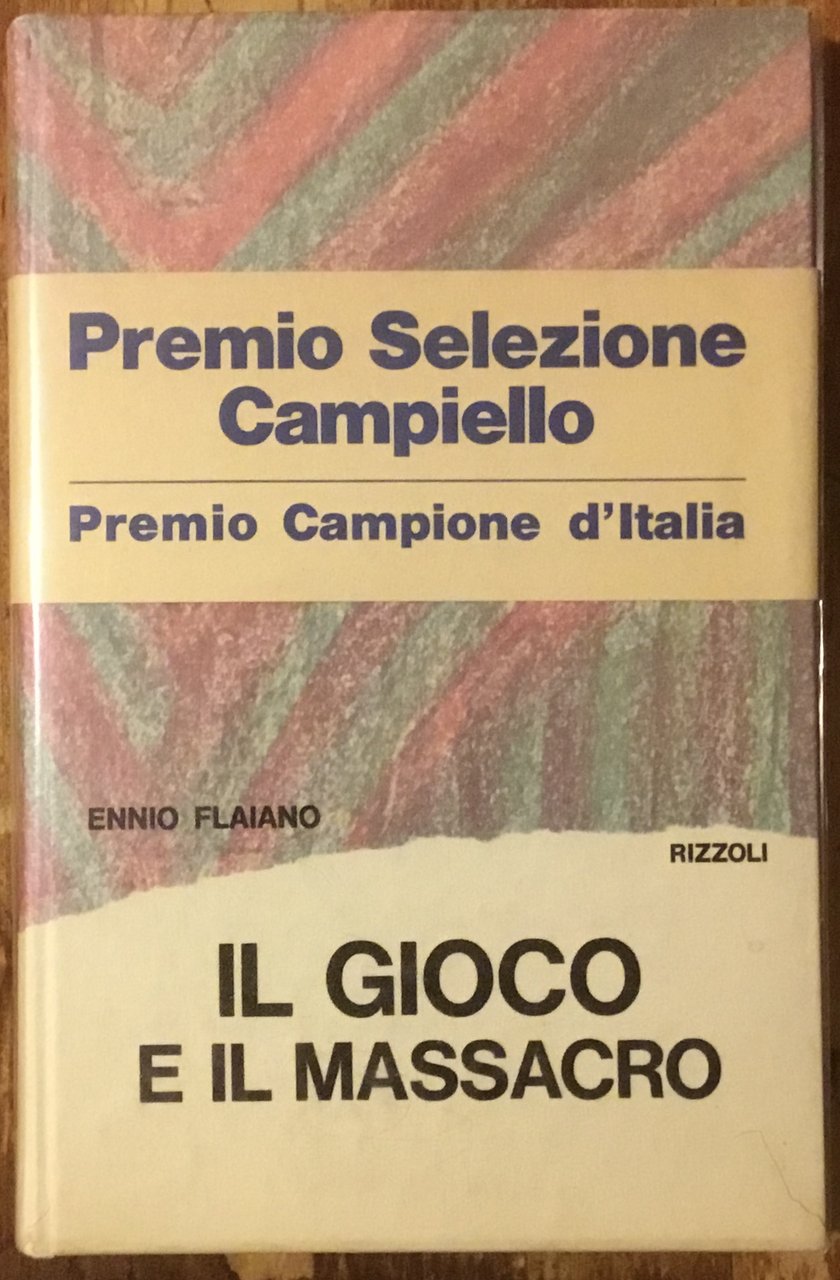 Premio Selezione
Campiello
Premio Campione d'Italia
ENNIO FLAIANO
RIZZOLI
IL GIOCO
E IL MASSACRO